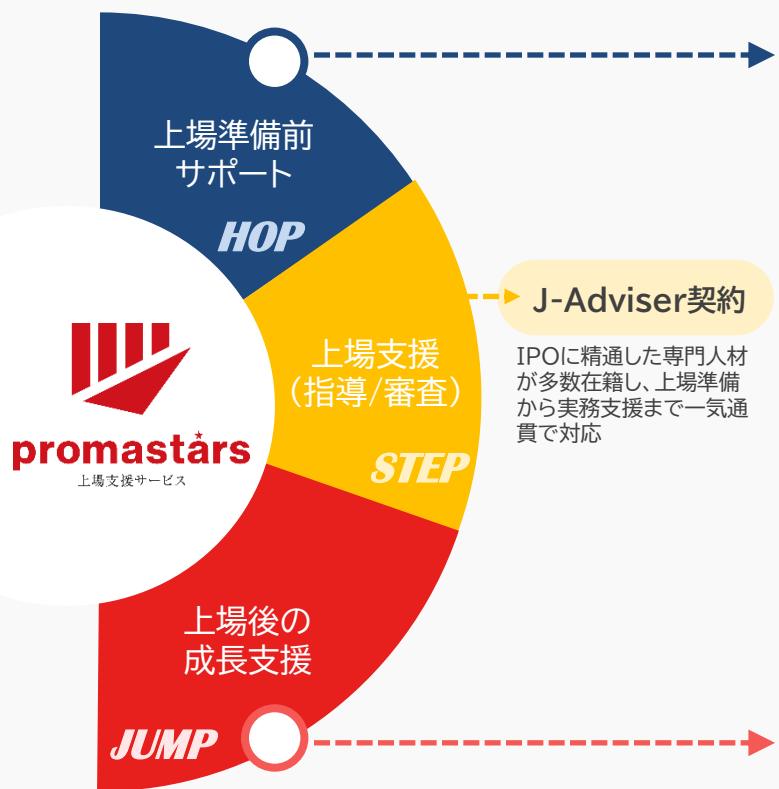 上場準備前
サポート
HOP
上場支援
（指導/審査）
STEP
J-Adviser契約
IPOに精通した専門人材
が多数在籍し、上場準備
から実務支援まで一気通
貫で対応
promastars
上場支援サービス
上場後の
成長支援
JUMP